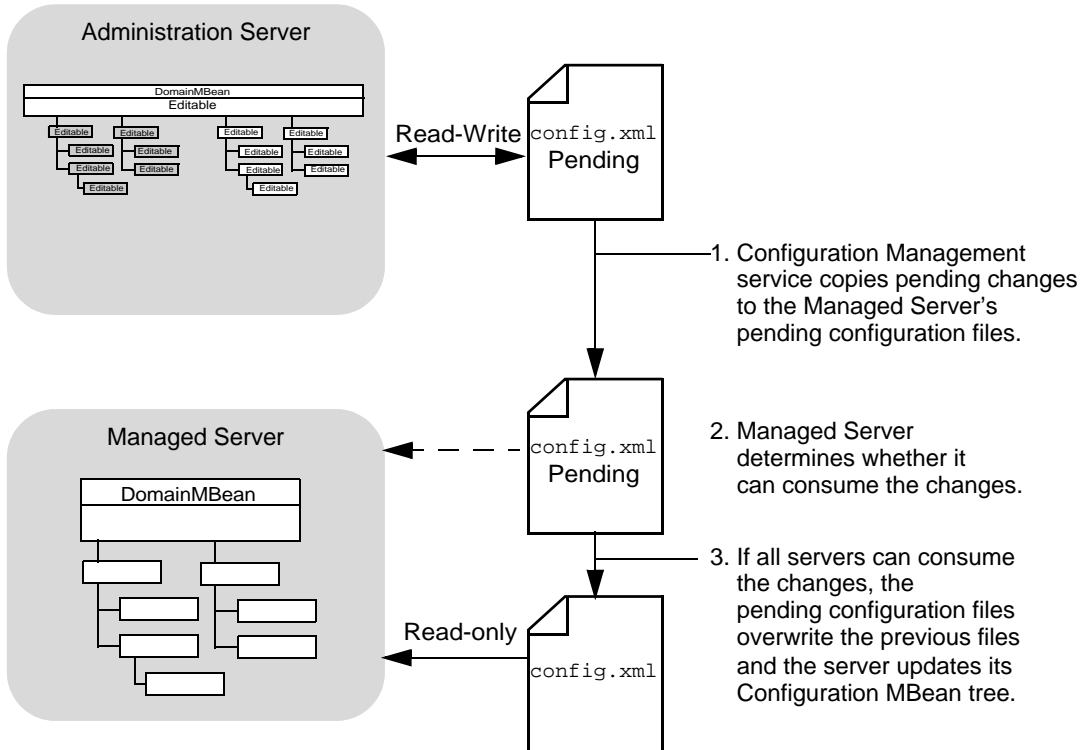 Administration Server
DomainMBean
Editable
Editable Editable Editable Editable
Editable Editable Editable Editable
Editable Editable Editable Editable
Editable Editable
Read-Write
config.xml
Pending
1. Configuration Management
service copies pending changes
to the Managed Server's
pending configuration files.
Managed Server
DomainMBean
config.xml
Pending
2. Managed Server
determines whether it
can consume the changes.
3. If all servers can consume
the changes, the
pending configuration files
overwrite the previous files
and the server updates its
Configuration MBean tree.
Read-only
config.xml